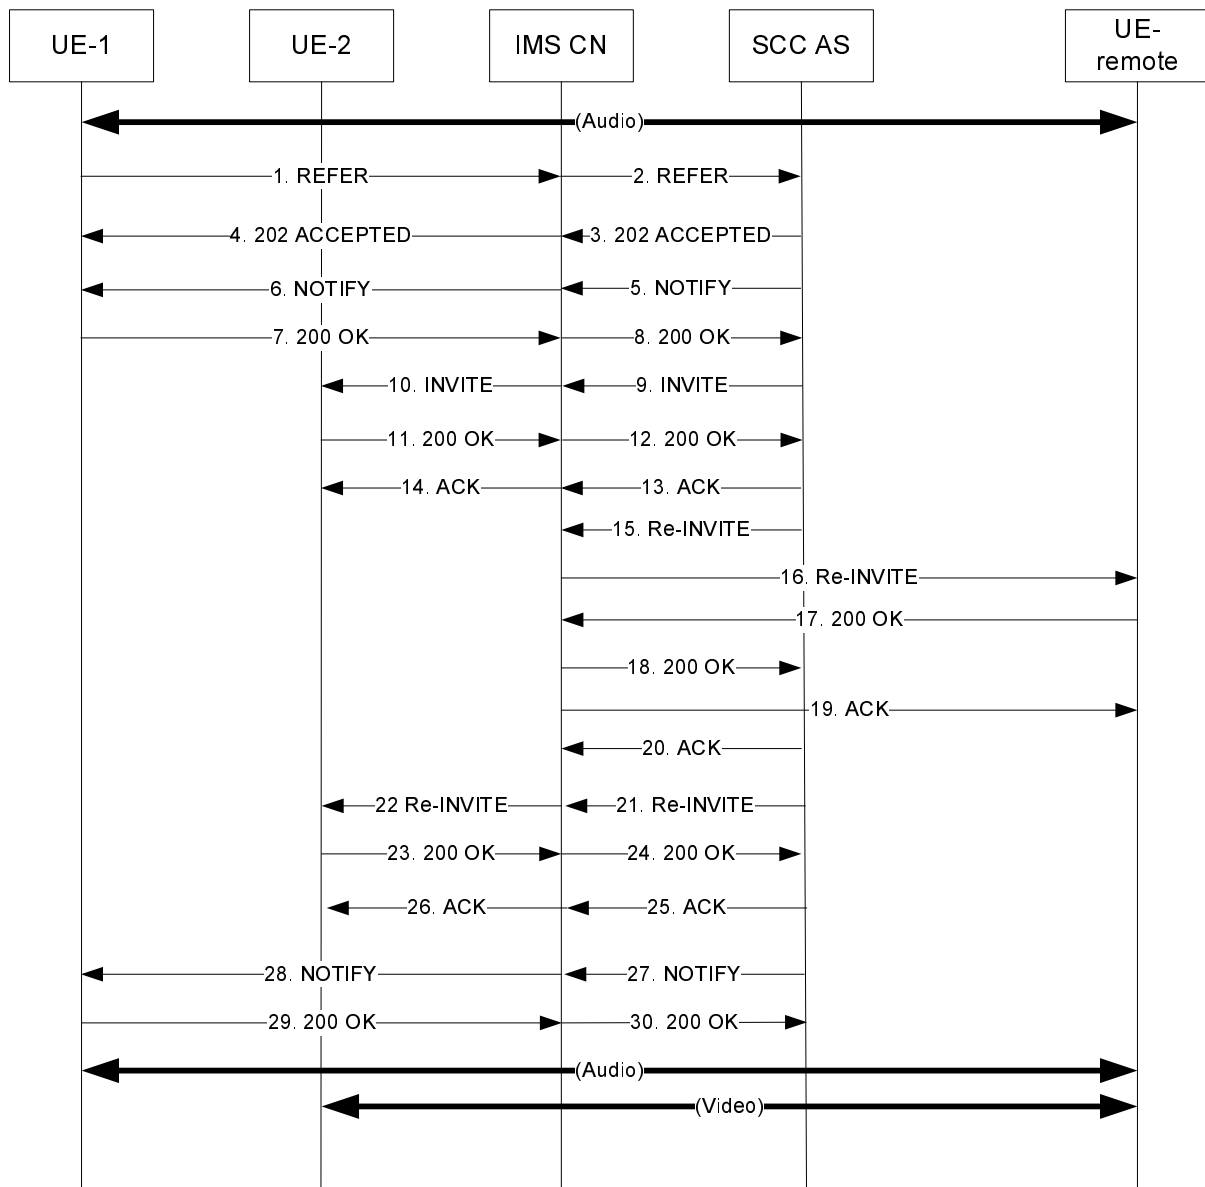 UE-1
UE-2
IMS CN
SCC AS
UE-
remote
(Audio)
1. REFER
2. REFER
4. 202 ACCEPTED
3. 202 ACCEPTED
6. NOTIFY
5. NOTIFY
7. 200 OK
8. 200 OK
10. INVITE
9. INVITE
11. 200 OK
12. 200 OK
14. ACK
13. ACK
15. Re-INVITE
16. Re-INVITE
17. 200 OK
18. 200 OK
19. ACK
20. ACK
22 Re-INVITE
21. Re-INVITE
23. 200 OK
24. 200 OK
26. ACK
25. ACK
28. NOTIFY
27. NOTIFY
29. 200 OK
30. 200 OK
(Audio)
(Video)